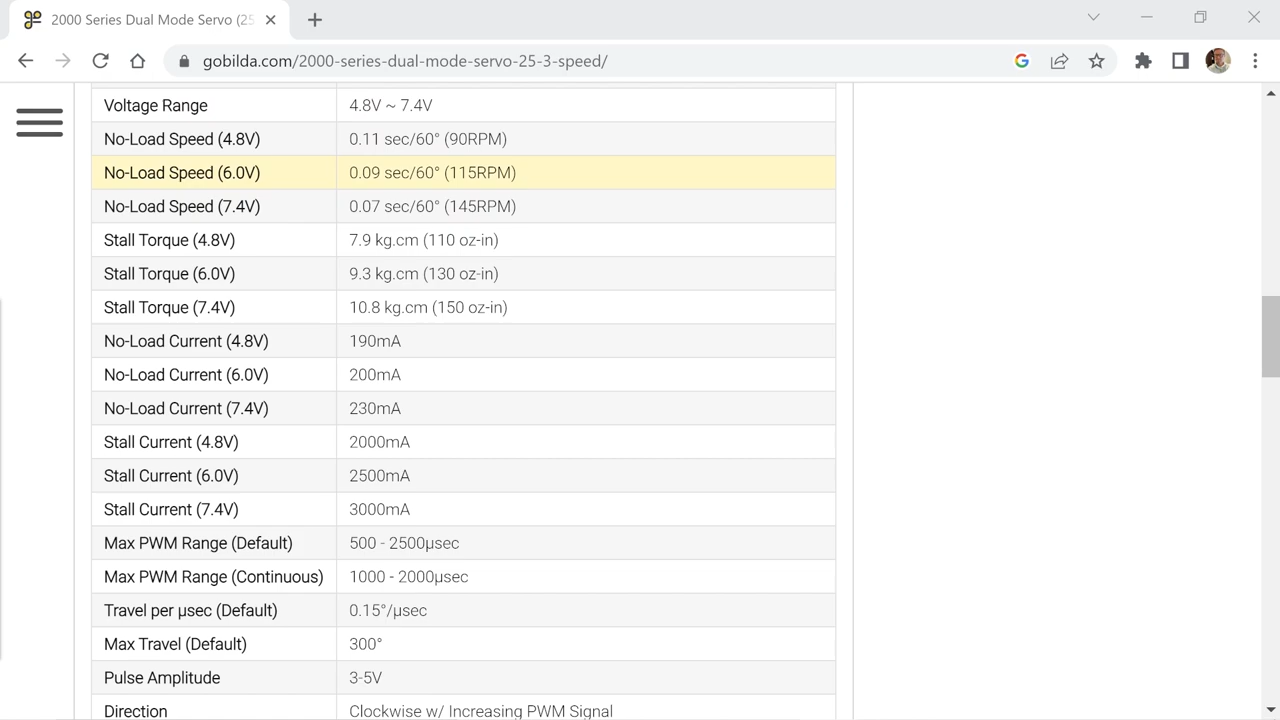 2000 Series Dual Mode Servo (25
gobilda.com/2000-series-dual-mode-servo-25-3-speed/
Voltage Range 4.8V ~ 7.4V
No-Load Speed (4.8V) 0.11 sec/60° (90RPM)
No-Load Speed (6.0V) 0.09 sec/60° (115RPM)
No-Load Speed (7.4V) 0.07 sec/60° (145RPM)
Stall Torque (4.8V) 7.9 kg.cm (110 oz-in)
Stall Torque (6.0V) 9.3 kg.cm (130 oz-in)
Stall Torque (7.4V) 10.8 kg.cm (150 oz-in)
No-Load Current (4.8V) 190mA
No-Load Current (6.0V) 200mA
No-Load Current (7.4V) 230mA
Stall Current (4.8V) 2000mA
Stall Current (6.0V) 2500mA
Stall Current (7.4V) 3000mA
Max PWM Range (Default) 500 - 2500μsec
Max PWM Range (Continuous) 1000 - 2000μsec
Travel per μsec (Default) 0.15°/μsec
Max Travel (Default) 300°
Pulse Amplitude 3-5V
Direction Clockwise w/ Increasing PWM Signal